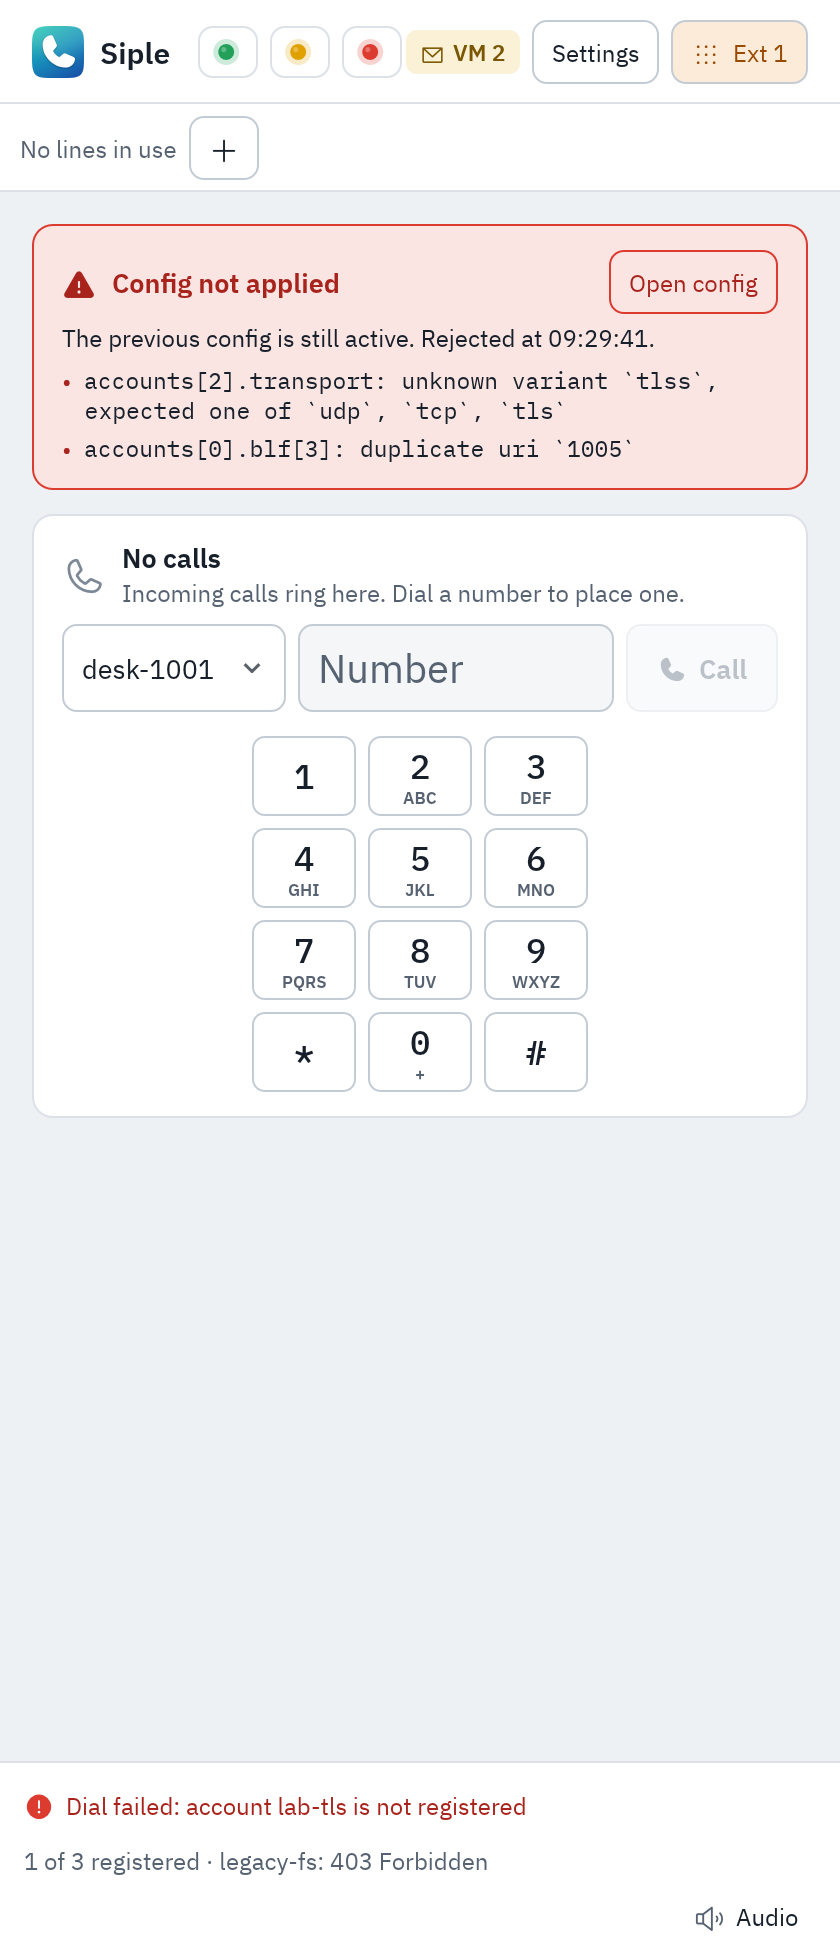 Siple
VM 2
Settings
Ext 1
No lines in use
Config not applied
Open config
The previous config is still active. Rejected at 09:29:41.
• accounts[2].transport: unknown variant `tlss`,
expected one of `udp`, `tcp`, `tls`
• accounts[0].blf[3]: duplicate uri `1005`
No calls
Incoming calls ring here. Dial a number to place one.
desk-1001
Number
Call
1
2
ABC
3
DEF
4
GHI
5
JKL
6
MNO
7
PQRS
8
TUV
9
WXYZ
*
0
+
#
Dial failed: account lab-tls is not registered
1 of 3 registered · legacy-fs: 403 Forbidden
Audio